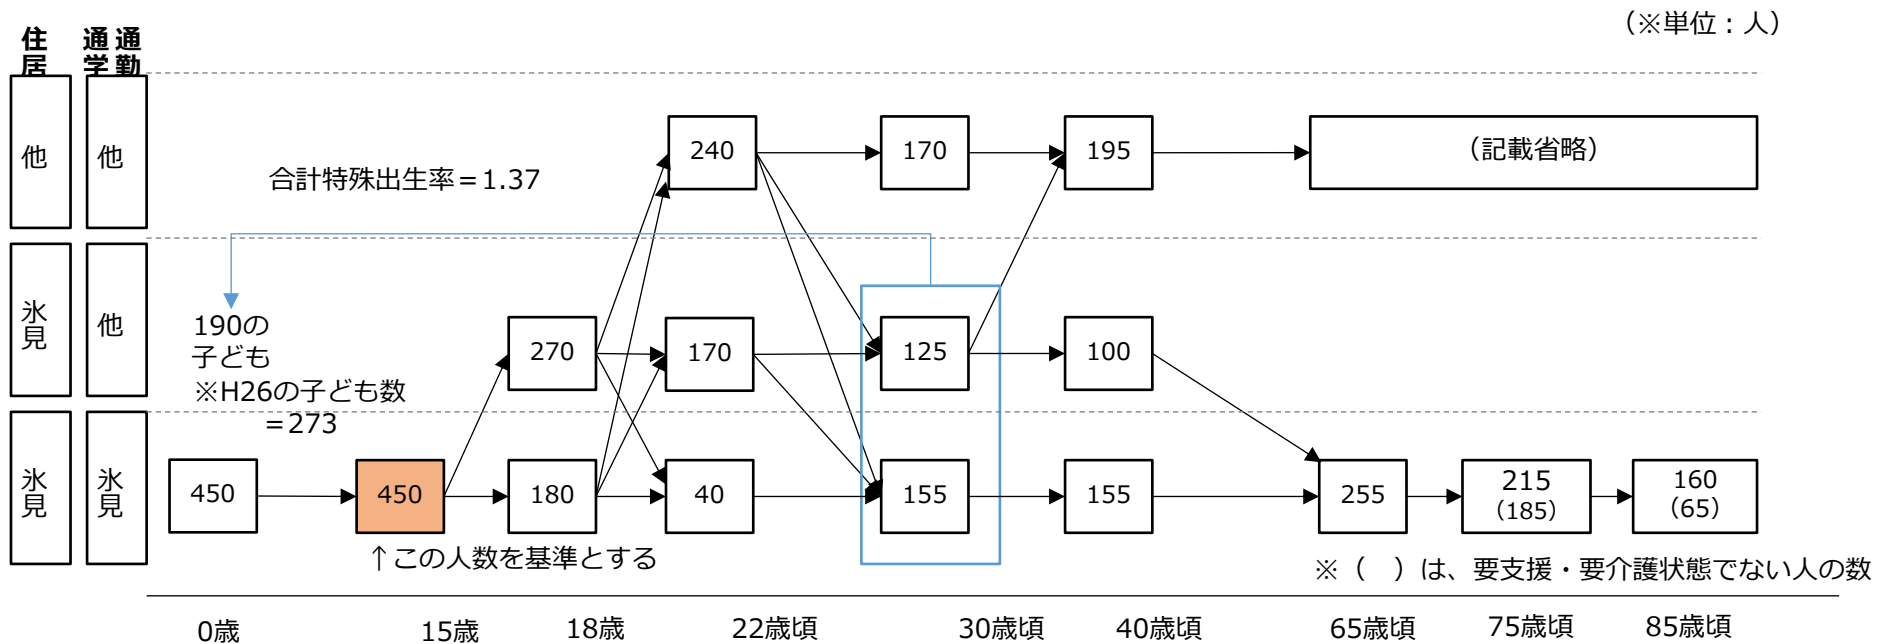 （※単位：人）
住居
通学
通勤
他
他
240
170
195
（記載省略）
合計特殊出生率＝1.37
氷見
他
190の
子ども
※H26の子ども数
＝273
270
170
125
100
氷見
氷見
450
450
180
40
155
155
255
215
（185）
160
（65）
↑この人数を基準とする
※（　）は、要支援・要介護状態でない人の数
0歳
15歳
18歳
22歳頃
30歳頃
40歳頃
65歳頃
75歳頃
85歳頃